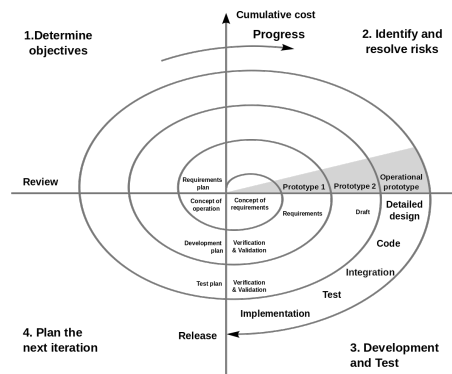 Cumulative cost
1.Determine
objectives
Progress
2. Identify and
resolve risks
Review
Requirements
plan
Prototype 1
Prototype 2
Operational
prototype
Concept of
operation
Concept of
requirements
Requirements
Draft
Detailed
design
Development
plan
Verification
& Validation
Code
Test plan
Verification
& Validation
Integration
Test
Implementation
Release
4. Plan the
next iteration
3. Development
and Test